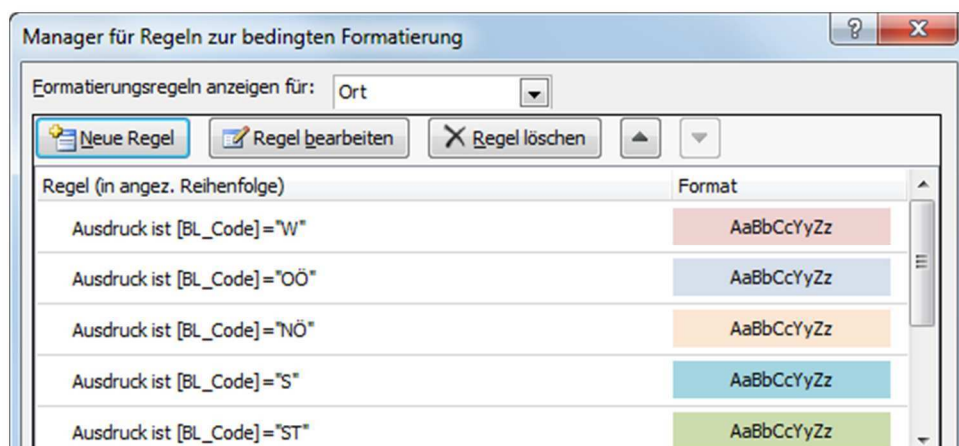 Manager für Regeln zur bedingten Formatierung
Formatierungsregeln anzeigen für: Ort
Neue Regel Regel bearbeiten Regel löschen
Regel (in angez. Reihenfolge) Format
Ausdruck ist [BL_Code]="W" AaBbCcYyZz
Ausdruck ist [BL_Code]="OÖ" AaBbCcYyZz
Ausdruck ist [BL_Code]="NÖ" AaBbCcYyZz
Ausdruck ist [BL_Code]="S" AaBbCcYyZz
Ausdruck ist [BL_Code]="ST" AaBbCcYyZz